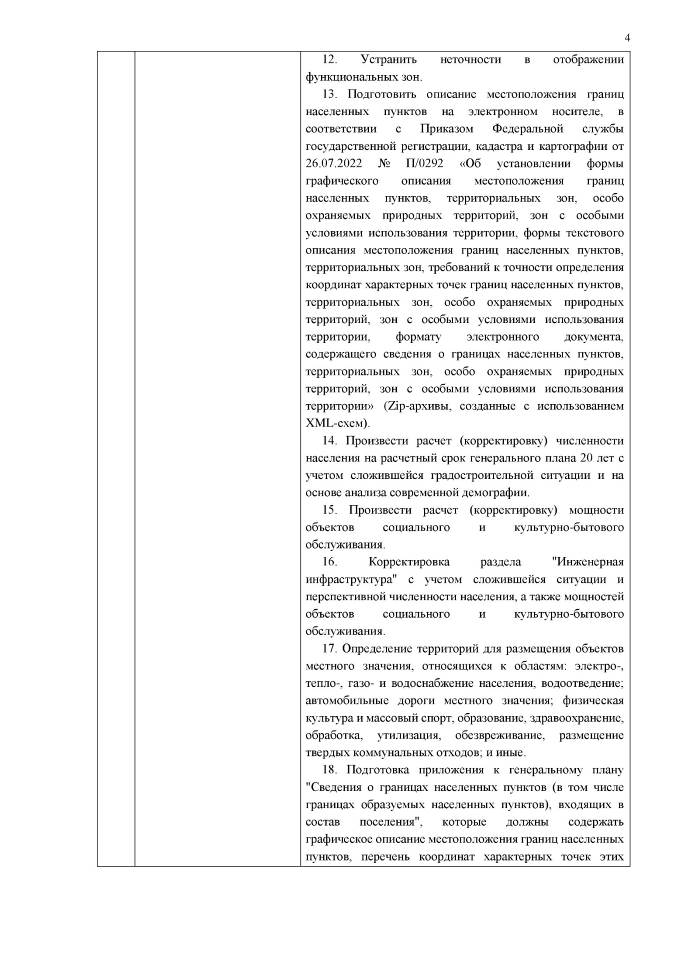 4
12. Устранить неточности в отображении
функциональных зон.
13. Подготовить описание местоположения границ
населенных пунктов на электронном носителе, в
соответствии с Приказом Федеральной службы
государственной регистрации, кадастра и картографии от
26.07.2022 № П/0292 «Об установлении формы
графического описания местоположения границ
населенных пунктов, территориальных зон, особо
охраняемых природных территорий, зон с особыми
условиями использования территории, формы текстового
описания местоположения границ населенных пунктов,
территориальных зон, требований к точности определения
координат характерных точек границ населенных пунктов,
территориальных зон, особо охраняемых природных
территорий, зон с особыми условиями использования
территории, формату электронного документа,
содержащего сведения о границах населенных пунктов,
территориальных зон, особо охраняемых природных
территорий, зон с особыми условиями использования
территории» (Zip-архивы, созданные с использованием
XML-схем).
14. Произвести расчет (корректировку) численности
населения на расчетный срок генерального плана 20 лет с
учетом сложившейся градостроительной ситуации и на
основе анализа современной демографии.
15. Произвести расчет (корректировку) мощности
объектов социального и культурно-бытового
обслуживания.
16. Корректировка раздела "Инженерная
инфраструктура" с учетом сложившейся ситуации и
перспективной численности населения, а также мощностей
объектов социального и культурно-бытового
обслуживания.
17. Определение территорий для размещения объектов
местного значения, относящихся к областям: электро-,
тепло-, газо- и водоснабжение населения, водоотведение;
автомобильные дороги местного значения; физическая
культура и массовый спорт, образование, здравоохранение,
обработка, утилизация, обезвреживание, размещение
твердых коммунальных отходов; и иные.
18. Подготовка приложения к генеральному плану
"Сведения о границах населенных пунктов (в том числе
границах образуемых населенных пунктов), входящих в
состав поселения", которые должны содержать
графическое описание местоположения границ населенных
пунктов, перечень координат характерных точек этих